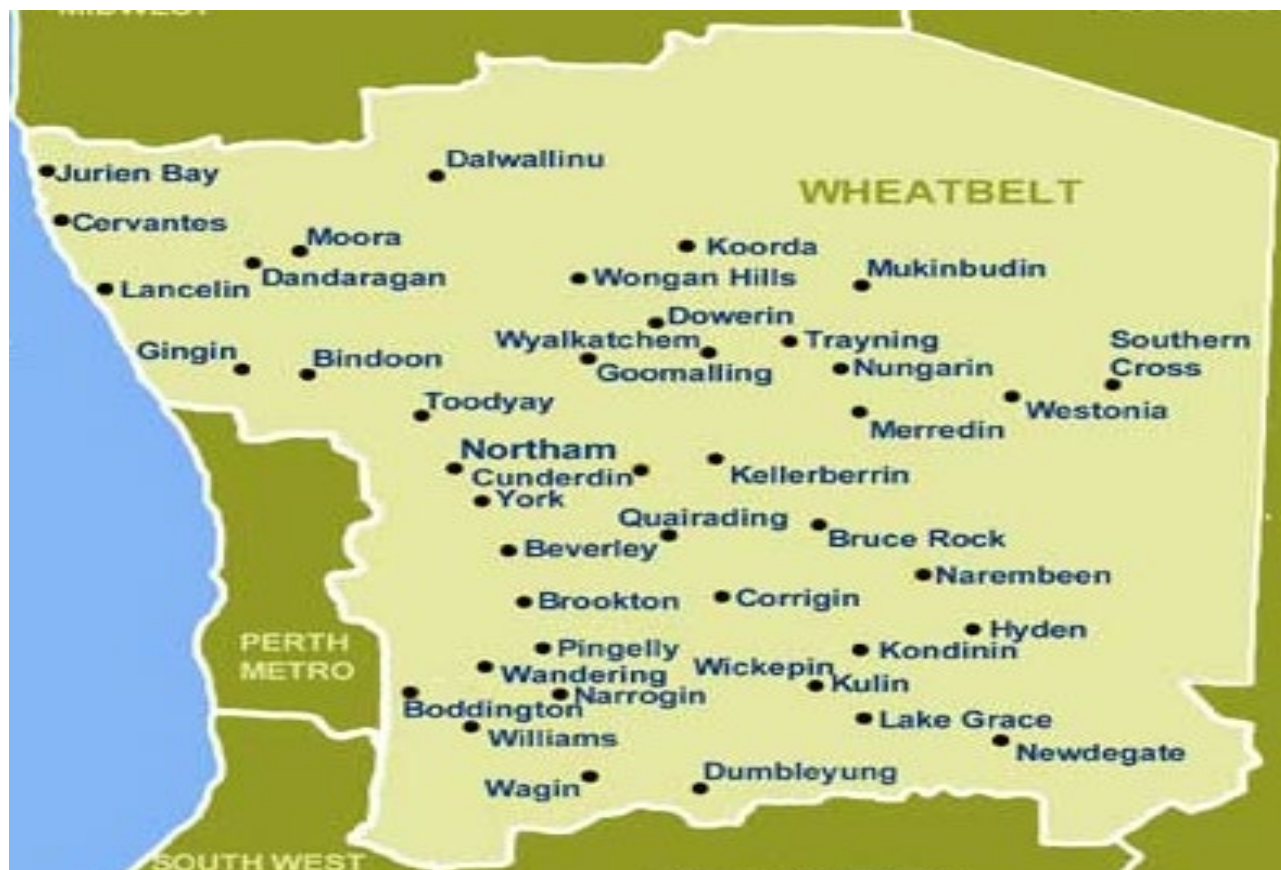 MIDWEST
Dalwallinu
Jurien Bay
WHEATBELT
Cervantes
Moora
Koorda
Dandaragan
Wongan Hills
Mukinbudin
Lancelin
Dowerin
Wyalkatchem
Trayning
Southern
Cross
Gingin
Bindoon
Goomalling
Nungarin
Toodyay
Westonia
Merredin
Northam
Cunderdin
Kellerberrin
York
Quairading
Bruce Rock
Beverley
Narembeen
Brookton
Corrigin
Hyden
PERTH
METRO
Pingelly
Wandering
Wickepin
Kondinin
Kulin
Narrogin
Boddington
Lake Grace
Williams
Newdegate
Wagin
Dumbleyung
SOUTH WEST